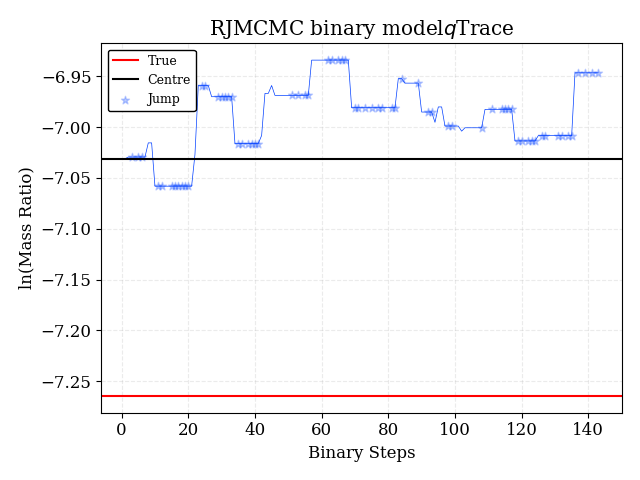 RJMCMC binary modelqTrace
True
Centre
Jump
−6.95
−7.00
−7.05
−7.10
−7.15
−7.20
−7.25
ln(Mass Ratio)
0 20 40 60 80 100 120 140
Binary Steps